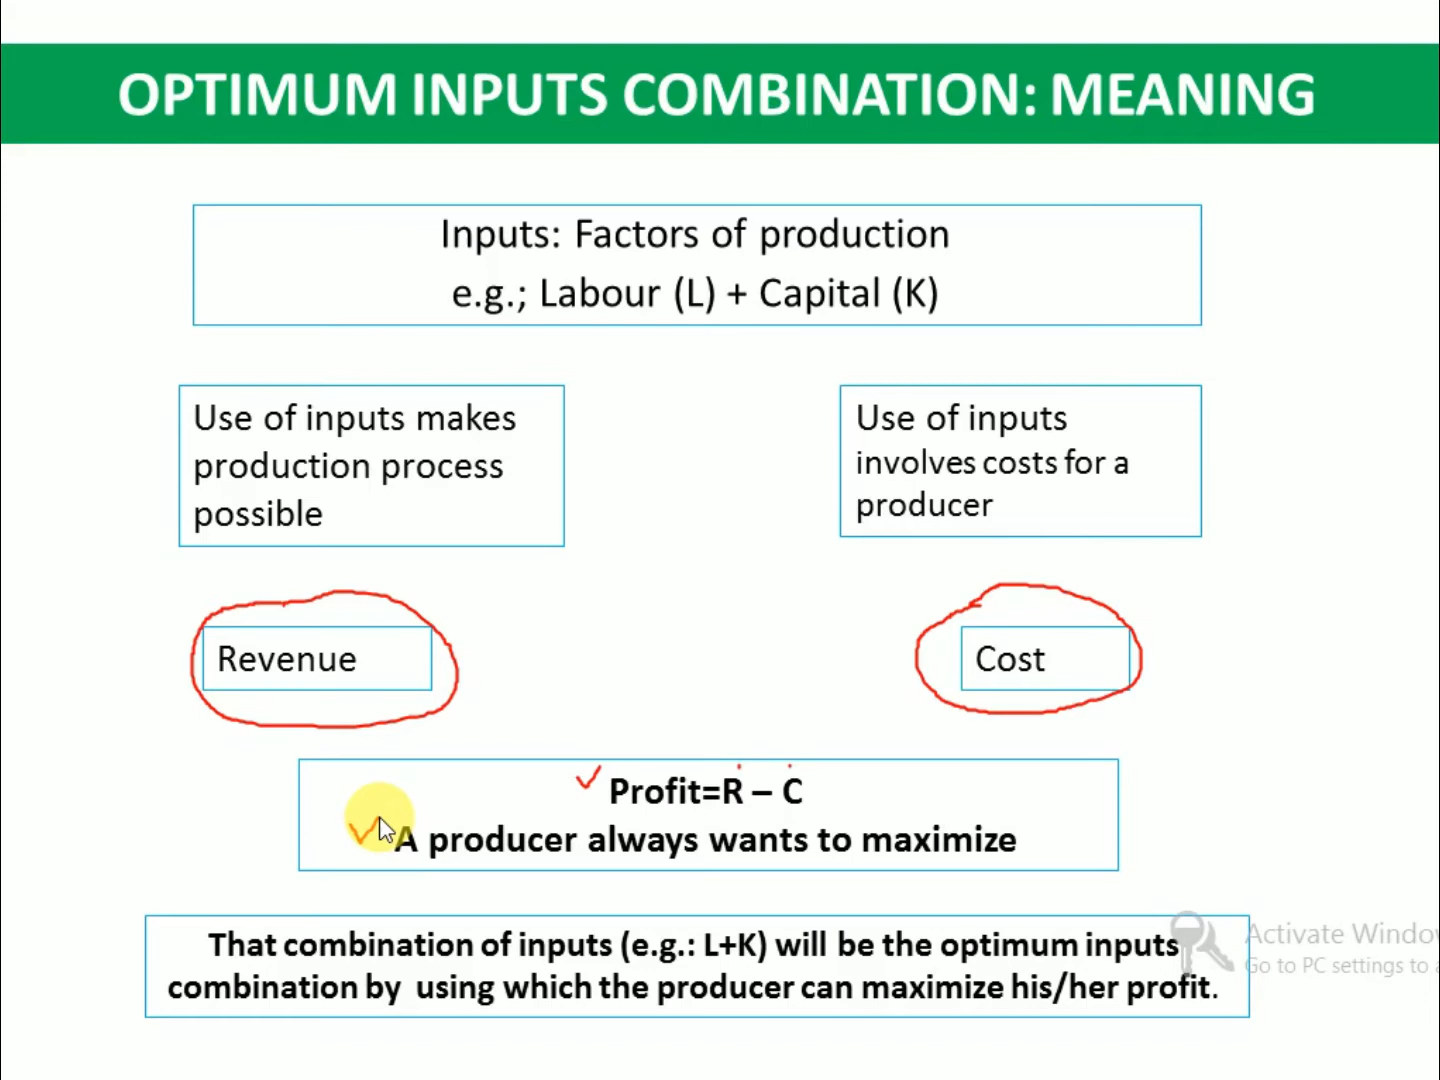 OPTIMUM INPUTS COMBINATION: MEANING
Inputs: Factors of production
e.g.; Labour (L) + Capital (K)
Use of inputs makes
production process
possible
Use of inputs
involves costs for a
producer
Revenue
Cost
Profit=R – C
A producer always wants to maximize
That combination of inputs (e.g.: L+K) will be the optimum inputs
combination by using which the producer can maximize his/her profit.
Activate Windo
Go to PC settings to a